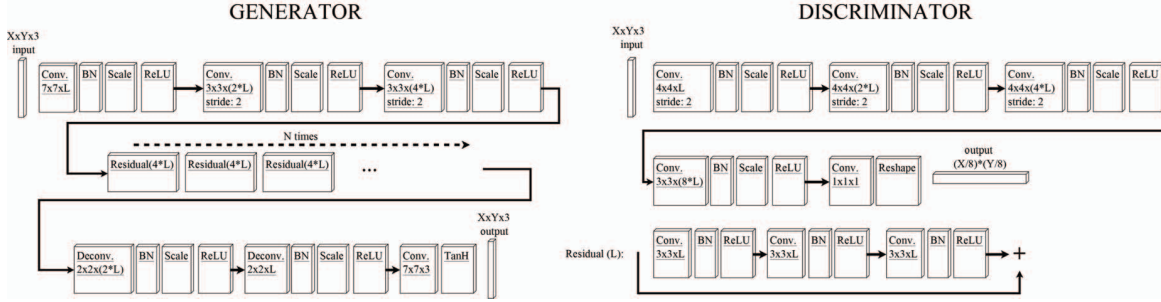 GENERATOR
XxYx3
input
Conv.
7x7xL
BN
Scale
ReLU
Conv.
3x3x(2*L)
stride: 2
BN
Scale
ReLU
Conv.
3x3x(4*L)
stride: 2
BN
Scale
ReLU
N times
Residual(4*L)
Residual(4*L)
Residual(4*L)
...
Deconv.
2x2x(2*L)
BN
Scale
ReLU
Deconv.
2x2xL
BN
Scale
ReLU
Conv.
7x7x3
TanH
XxYx3
output
DISCRIMINATOR
XxYx3
input
Conv.
4x4xL
stride: 2
BN
Scale
ReLU
Conv.
4x4x(2*L)
stride: 2
BN
Scale
ReLU
Conv.
4x4x(4*L)
stride: 2
BN
Scale
ReLU
Conv.
3x3x(8*L)
BN
Scale
ReLU
Conv.
1x1x1
Reshape
output
(X/8)*(Y/8)
Residual (L):
Conv.
3x3xL
BN
ReLU
Conv.
3x3xL
BN
ReLU
Conv.
3x3xL
BN
ReLU
+